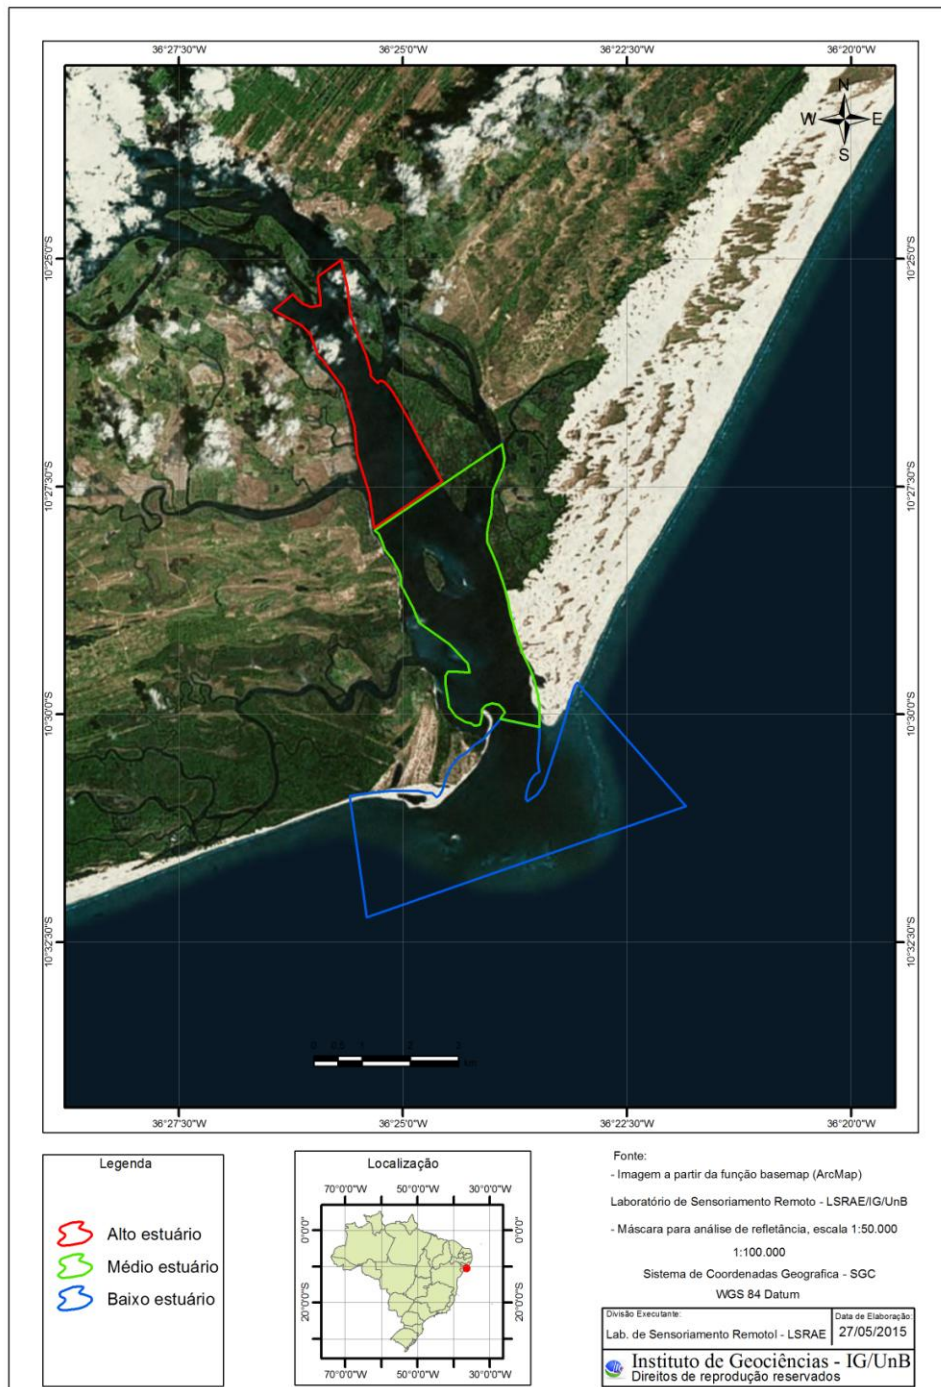 36°27'30"W 36°25'0"W 36°22'30"W 36°20'0"W
N
W E
S
10°25'0"S 10°25'0"S
10°27'30"S 10°27'30"S
10°30'0"S 10°30'0"S
10°32'30"S 10°32'30"S
0 0,5 1 2 3
km
36°27'30"W 36°25'0"W 36°22'30"W 36°20'0"W
Legenda
Alto estuário
Médio estuário
Baixo estuário
Localização
70°0'0"W 50°0'0"W 30°0'0"W
0°0'0" 0°0'0"
20°0'0"S 20°0'0"S
70°0'0"W 50°0'0"W 30°0'0"W
Fonte:
- Imagem a partir da função basemap (ArcMap)
Laboratório de Sensoriamento Remoto - LSRAE/IG/UnB
- Máscara para análise de refletância, escala 1:50.000
1:100.000
Sistema de Coordenadas Geografica - SGC
WGS 84 Datum
Divisão Executante:
Lab. de Sensoriamento Remotol - LSRAE
Data de Elaboração:
27/05/2015
Instituto de Geociências - IG/UnB
Direitos de reprodução reservados